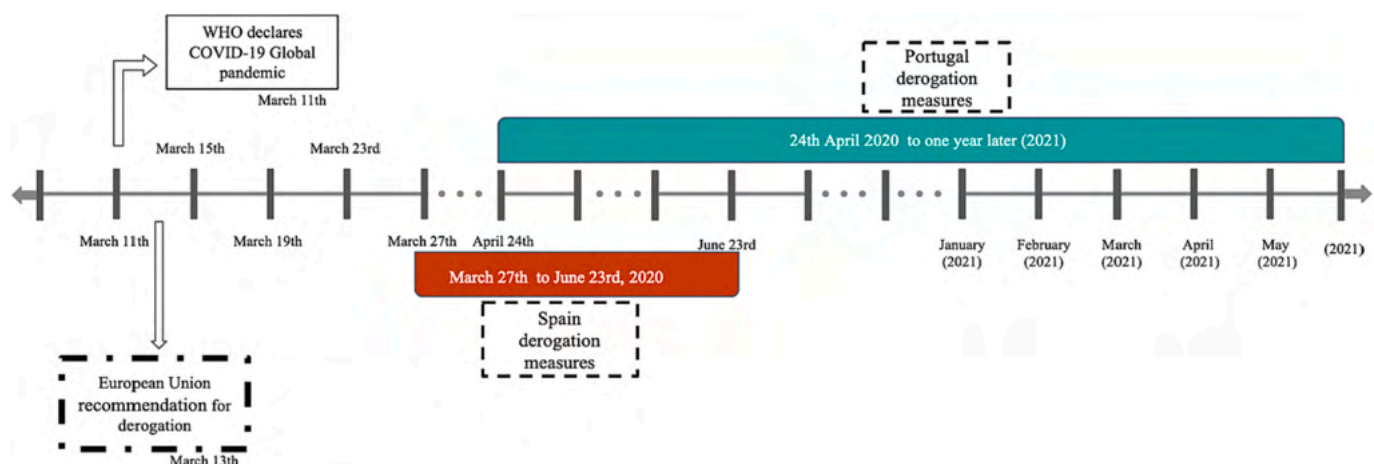 WHO declares
COVID-19 Global
pandemic
March 11th
Portugal
derogation
measures
24th April 2020 to one year later (2021)
March 15th
March 23rd
March 11th
March 19th
March 27th
April 24th
June 23rd
January
(2021)
February
(2021)
March
(2021)
April
(2021)
May
(2021)
(2021)
March 27th to June 23rd, 2020
Spain
derogation
measures
European Union
recommendation for
derogation
March 13th